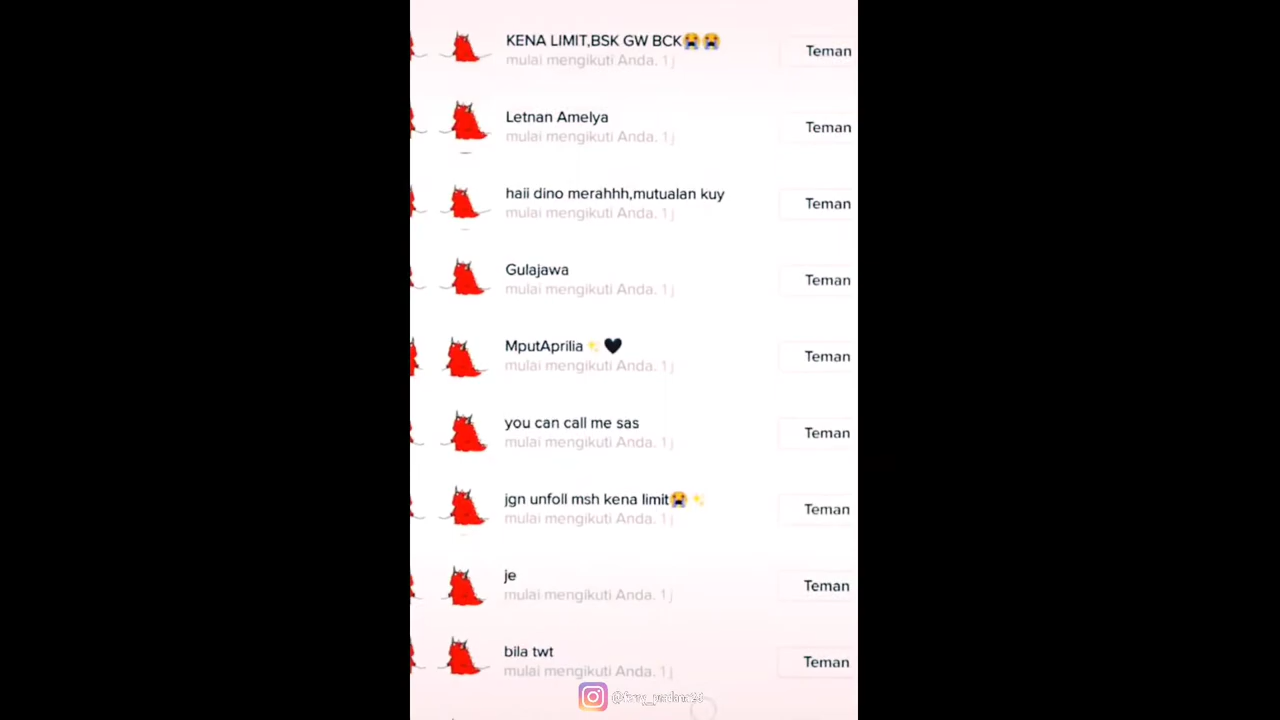 KENA LIMIT,BSK GW BCK😭😭
mulai mengikuti Anda. 1 j
Teman
Letnan Amelya
mulai mengikuti Anda. 1 j
Teman
haii dino merahhh,mutualan kuy
mulai mengikuti Anda. 1 j
Teman
Gulajawa
mulai mengikuti Anda. 1 j
Teman
MputAprilia✨🖤
mulai mengikuti Anda. 1 j
Teman
you can call me sas
mulai mengikuti Anda. 1 j
Teman
jgn unfoll msh kena limit😭✨
mulai mengikuti Anda. 1 j
Teman
je
mulai mengikuti Anda. 1 j
Teman
bila twt
mulai mengikuti Anda. 1 j
Teman